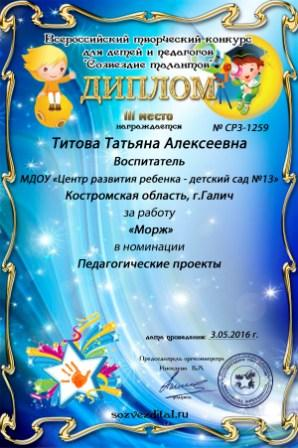 Всероссийский творческий конкурс
для детей и педагогов
"Созвездие талантов"
ДИПЛОМ
III место
награждается
№ СРЗ-1259
Титова Татьяна Алексеевна
Воспитатель
МДОУ «Центр развития ребенка - детский сад №13»
Костромская область, г.Галич
за работу
«Морж»
в номинации
Педагогические проекты
дата проведения: 3.05.2016 г.
Председатель оргкомитета
sozvezdital.ru